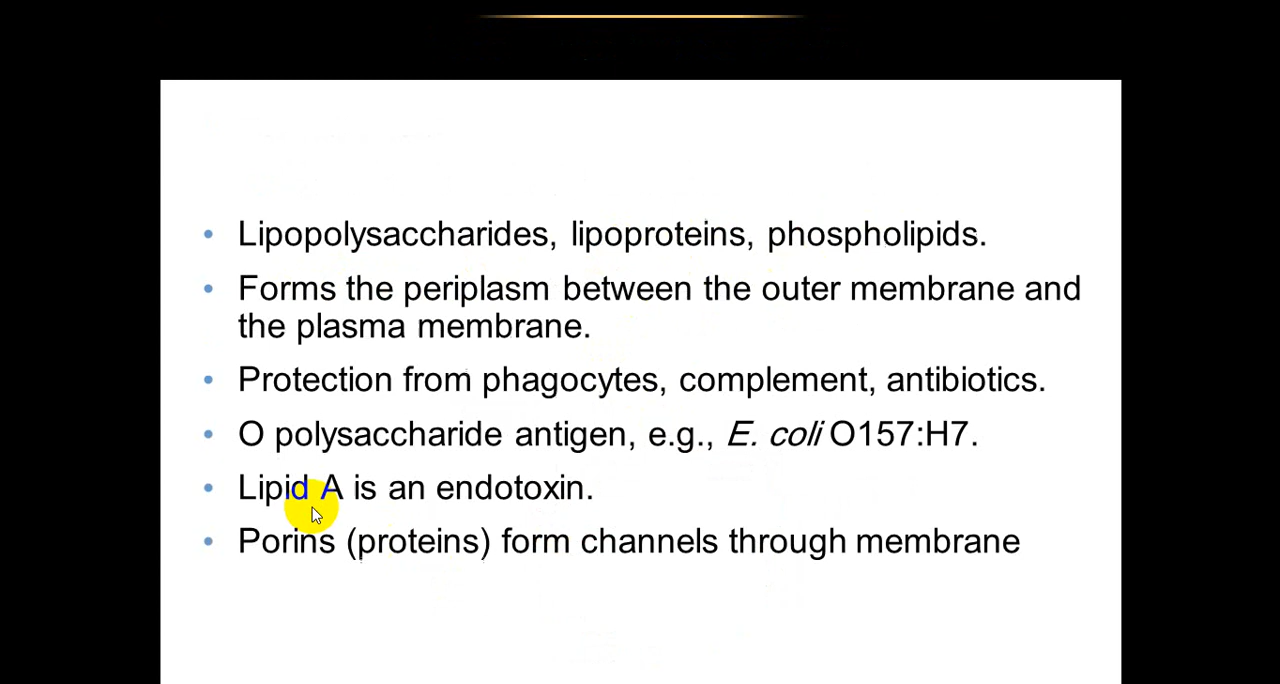 • Lipopolysaccharides, lipoproteins, phospholipids.
• Forms the periplasm between the outer membrane and
the plasma membrane.
• Protection from phagocytes, complement, antibiotics.
• O polysaccharide antigen, e.g., E. coli O157:H7.
• Lipid A is an endotoxin.
• Porins (proteins) form channels through membrane